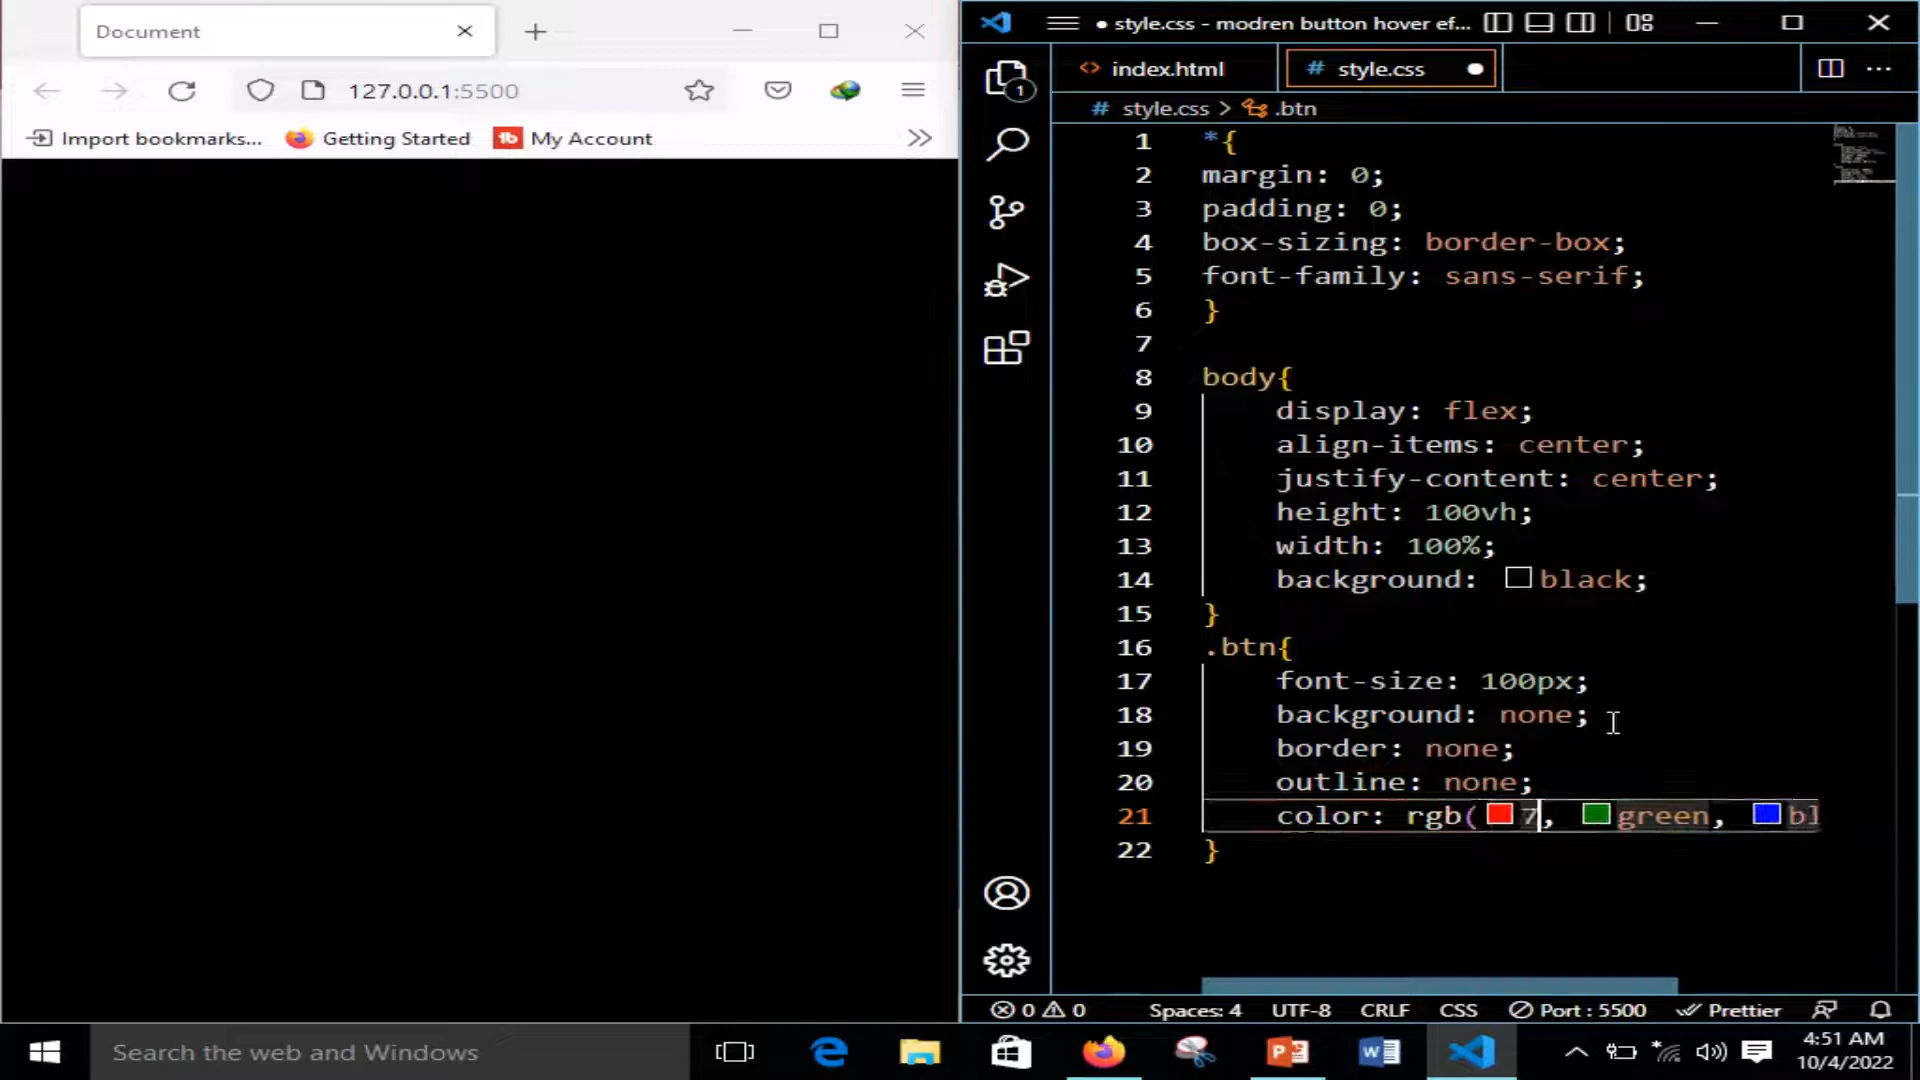 Document
127.0.0.1:5500
Import bookmarks...
Getting Started
My Account
style.css - modren button hover ef...
index.html
# style.css
# style.css > .btn
1 *{
2 margin: 0;
3 padding: 0;
4 box-sizing: border-box;
5 font-family: sans-serif;
6 }
7
8 body{
9 display: flex;
10 align-items: center;
11 justify-content: center;
12 height: 100vh;
13 width: 100%;
14 background: black;
15 }
16 .btn{
17 font-size: 100px;
18 background: none;
19 border: none;
20 outline: none;
21 color: rgb(7, green, bl
22 }
1
0 0
Spaces: 4
UTF-8
CRLF
CSS
Port : 5500
Prettier
Search the web and Windows
4:51 AM
10/4/2022